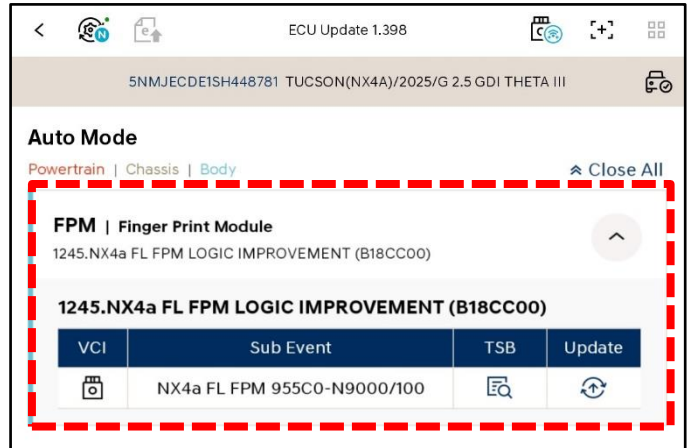 ECU Update 1.398
5NMJECDE1SH448781 TUCSON(NX4A)/2025/G 2.5 GDI THETA III
Auto Mode
Powertrain | Chassis | Body
Close All
FPM | Finger Print Module
1245.NX4a FL FPM LOGIC IMPROVEMENT (B18CC00)
1245.NX4a FL FPM LOGIC IMPROVEMENT (B18CC00)
VCI Sub Event TSB Update
NX4a FL FPM 955C0-N9000/100